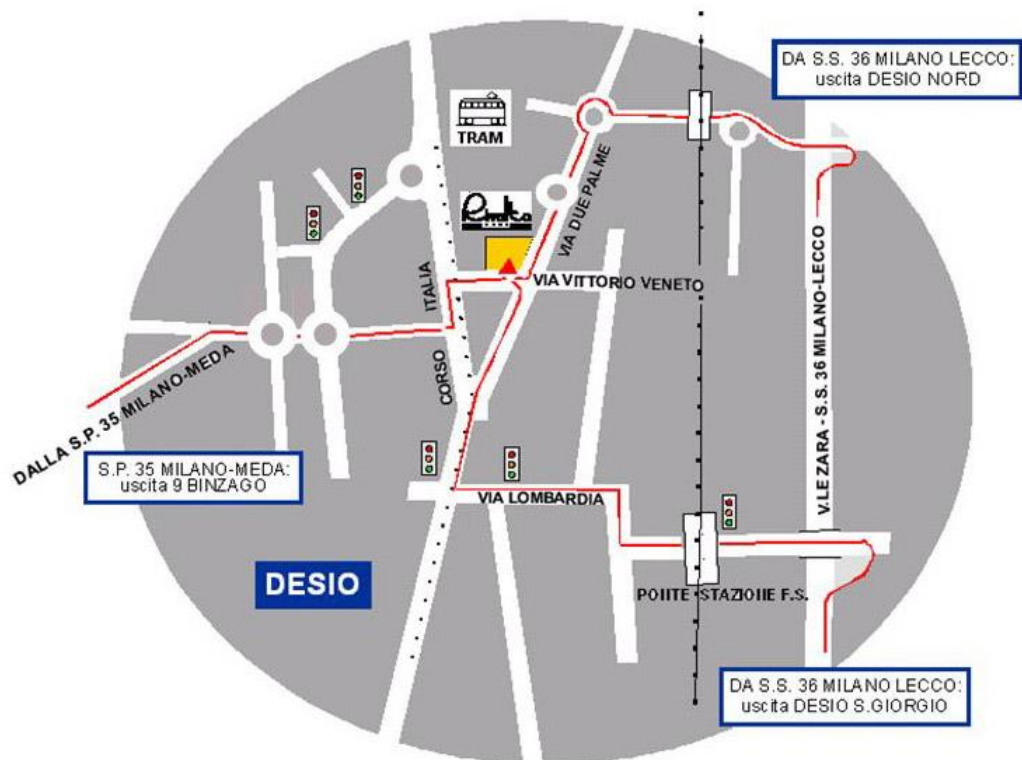 DA S.S. 36 MILANO LECCO:
uscita DESIO NORD
TRAM
VIA DUE PALME
ITALIA
VIA VITTORIO VENETO
CORSO
V.LE ZARA - S.S. 36 MILANO-LECCO
DALLA S.P. 35 MILANO-MEDA
S.P. 35 MILANO-MEDA:
uscita 9 BINZAGO
VIA LOMBARDIA
DESIO
PONTE STAZIONE F.S.
DA S.S. 36 MILANO LECCO:
uscita DESIO S.GIORGIO